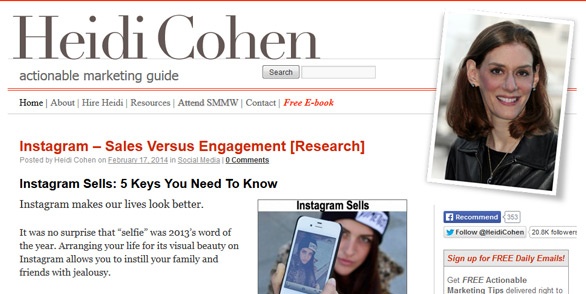 Heidi Cohen
actionable marketing guide
Search
Home | About | Hire Heidi | Resources | Attend SMMW | Contact | Free E-book
Instagram – Sales Versus Engagement [Research]
Posted by Heidi Cohen on February 17, 2014 in Social Media | 0 Comments
Instagram Sells: 5 Keys You Need To Know
Instagram makes our lives look better.
It was no surprise that “selfie” was 2013’s word of
the year. Arranging your life for its visual beauty on
Instagram allows you to instill your family and
friends with jealousy.
Instagram Sells
Recommend 353
Follow @HeidiCohen 20.8K followers
Sign up for FREE Daily Emails!
Get FREE Actionable
Marketing Tips delivered right to